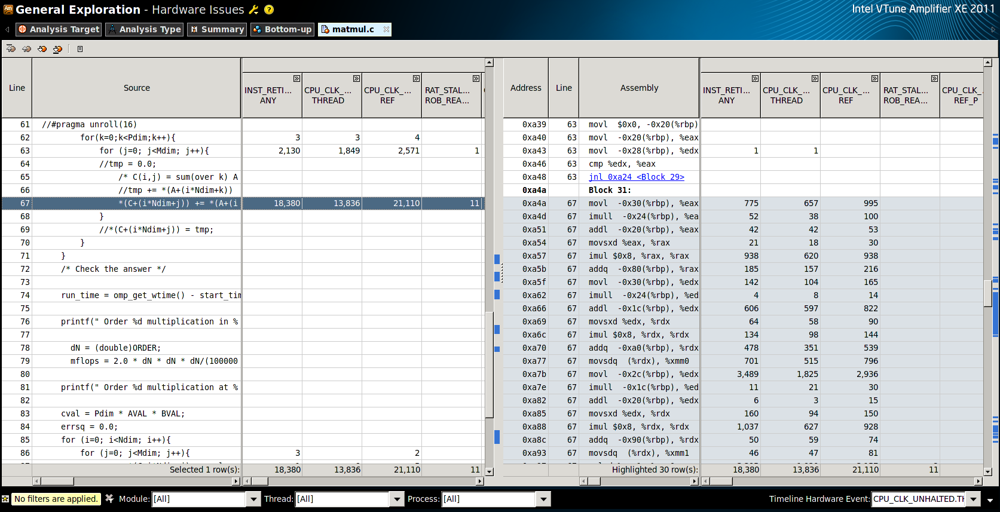 General Exploration - Hardware Issues ?
Intel VTune Amplifier XE 2011
Analysis Target Analysis Type Summary Bottom-up matmul.c
Line Source INST_RETI... ANY CPU_CLK_... THREAD CPU_CLK_... REF RAT_STAL... ROB_REA...
61 //#pragma unroll(16)
62 for(k=0;k<Pdim;k++){ 3 3 4
63 for (j=0; j<Mdim; j++){ 2,130 1,849 2,571 1
64 //tmp = 0.0;
65 /* C(i,j) = sum(over k) A
66 //tmp += *(A+(i*Ndim+k))
67 *(C+(i*Ndim+j)) += *(A+(i 18,380 13,836 21,110 11
68 }
69 //*(C+(i*Ndim+j)) = tmp;
70 }
71 }
72 /* Check the answer */
73
74 run_time = omp_get_wtime() - start_tim
75
76 printf(" Order %d multiplication in %
77
78 dN = (double)ORDER;
79 mflops = 2.0 * dN * dN * dN/(100000
80
81 printf(" Order %d multiplication at %
82
83 cval = Pdim * AVAL * BVAL;
84 errsq = 0.0;
85 for (i=0; i<Ndim; i++){
86 for (j=0; j<Mdim; j++){ 3 2
Selected 1 row(s): 18,380 13,836 21,110 11
Address Line Assembly INST_RETI... ANY CPU_CLK_... THREAD CPU_CLK_... REF RAT_STAL... ROB_REA... CPU_CLK_. REF_P
0xa39 63 movl $0x0, -0x20(%rbp)
0xa40 63 movl -0x20(%rbp), %eax
0xa43 63 movl -0x28(%rbp), %edx 1 1
0xa46 63 cmp %edx, %eax
0xa48 63 jnl 0xa24 <Block 29>
0xa4a Block 31:
0xa4a 67 movl -0x30(%rbp), %eax 775 657 995
0xa4d 67 imull -0x24(%rbp), %ea 52 38 100
0xa51 67 addl -0x20(%rbp), %eax 42 42 53
0xa54 67 movsxd %eax, %rax 21 18 30
0xa57 67 imul $0x8, %rax, %rax 938 620 938
0xa5b 67 addq -0x80(%rbp), %rax 185 157 216
0xa5f 67 movl -0x30(%rbp), %edx 142 104 165
0xa62 67 imull -0x24(%rbp), %ed 4 8 14
0xa66 67 addl -0x1c(%rbp), %edx 606 597 822
0xa69 67 movsxd %edx, %rdx 64 58 90
0xa6c 67 imul $0x8, %rdx, %rdx 134 98 144
0xa70 67 addq -0xa0(%rbp), %rdx 478 351 539
0xa77 67 movsdq (%rdx), %xmm0 701 515 796
0xa7b 67 movl -0x2c(%rbp), %edx 3,489 1,825 2,936
0xa7e 67 imull -0x1c(%rbp), %ed 11 21 30
0xa82 67 addl -0x20(%rbp), %edx 6 3 15
0xa85 67 movsxd %edx, %rdx 160 94 150
0xa88 67 imul $0x8, %rdx, %rdx 1,037 627 928
0xa8c 67 addq -0x90(%rbp), %rdx 50 59 74
0xa93 67 movsdq (%rdx), %xmm1 46 47 81
Highlighted 30 row(s): 18,380 13,836 21,110 11
No filters are applied. Module: [All] Thread: [All] Process: [All] Timeline Hardware Event: CPU_CLK_UNHALTED.TH